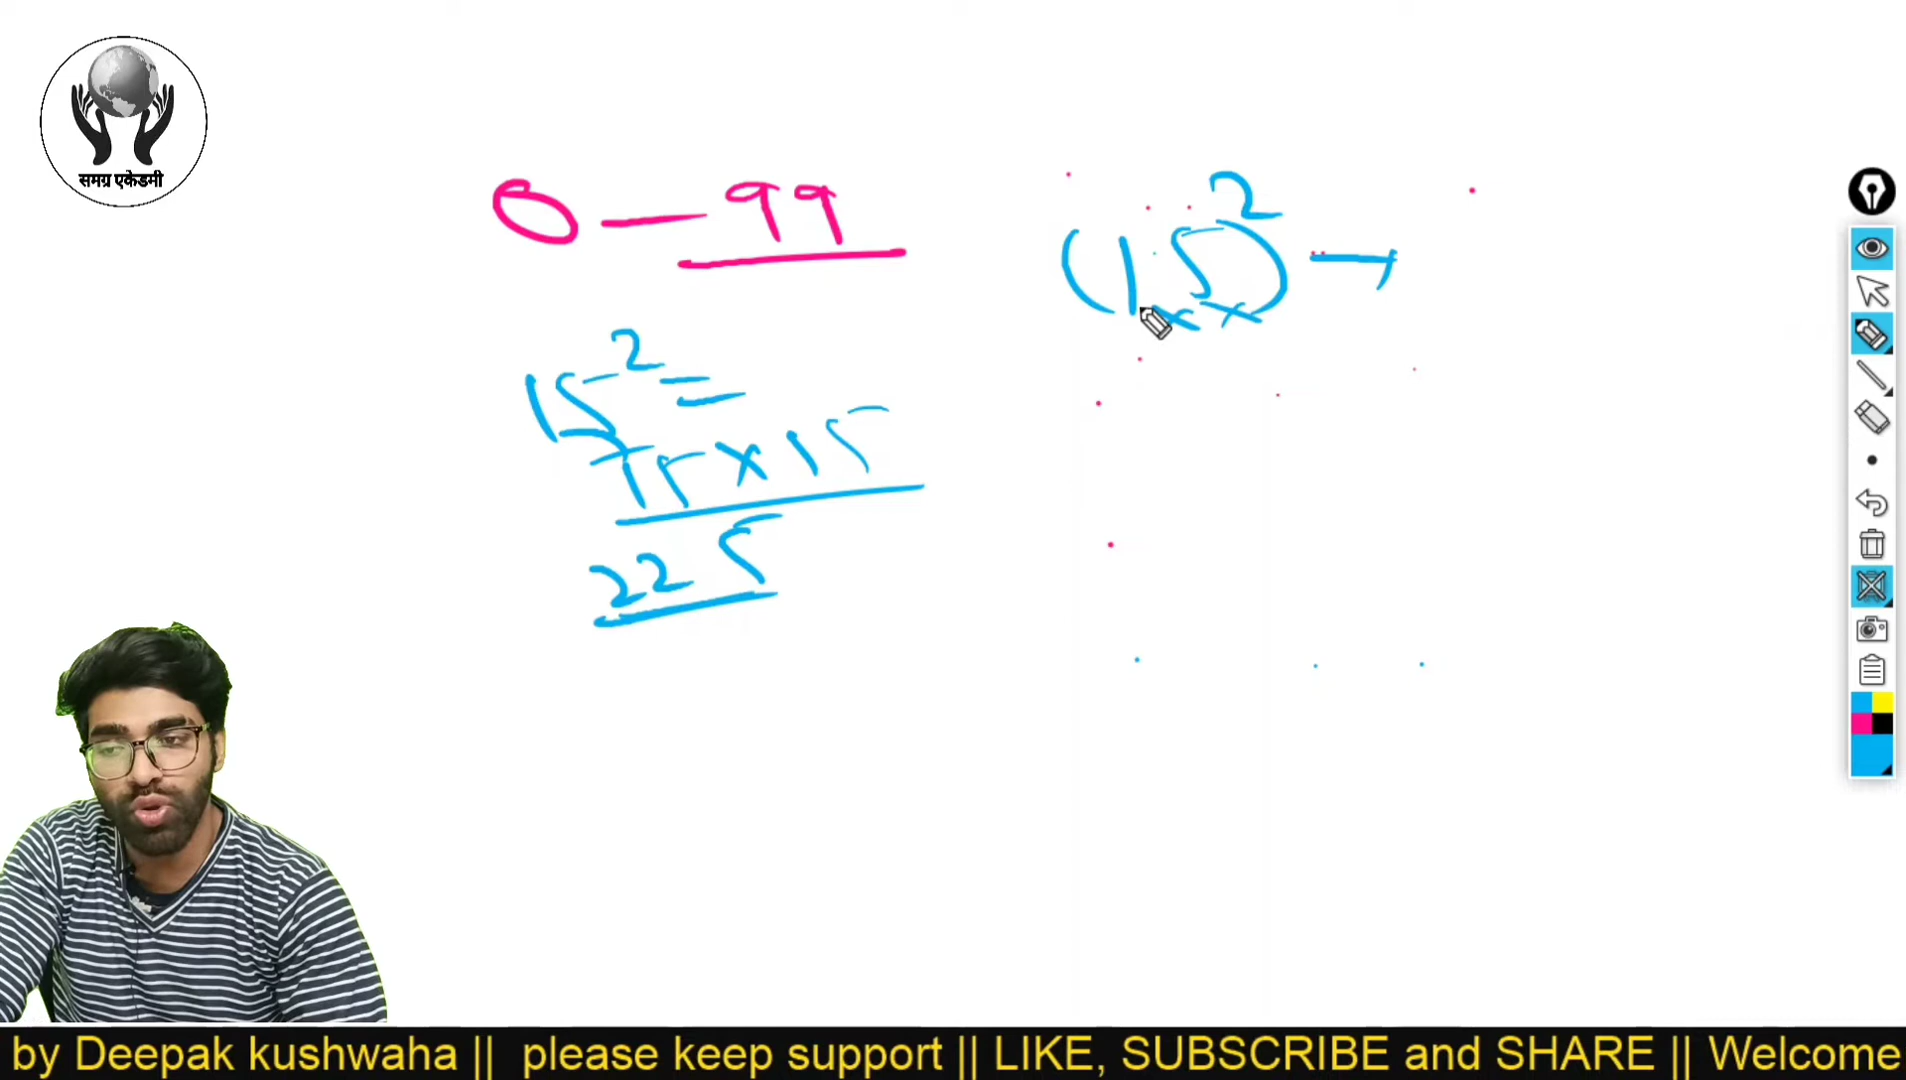 समग्र एकेडमी
0 — 99
(15)² →
15² =
15 × 15
225
by Deepak kushwaha || please keep support || LIKE, SUBSCRIBE and SHARE || Welcome